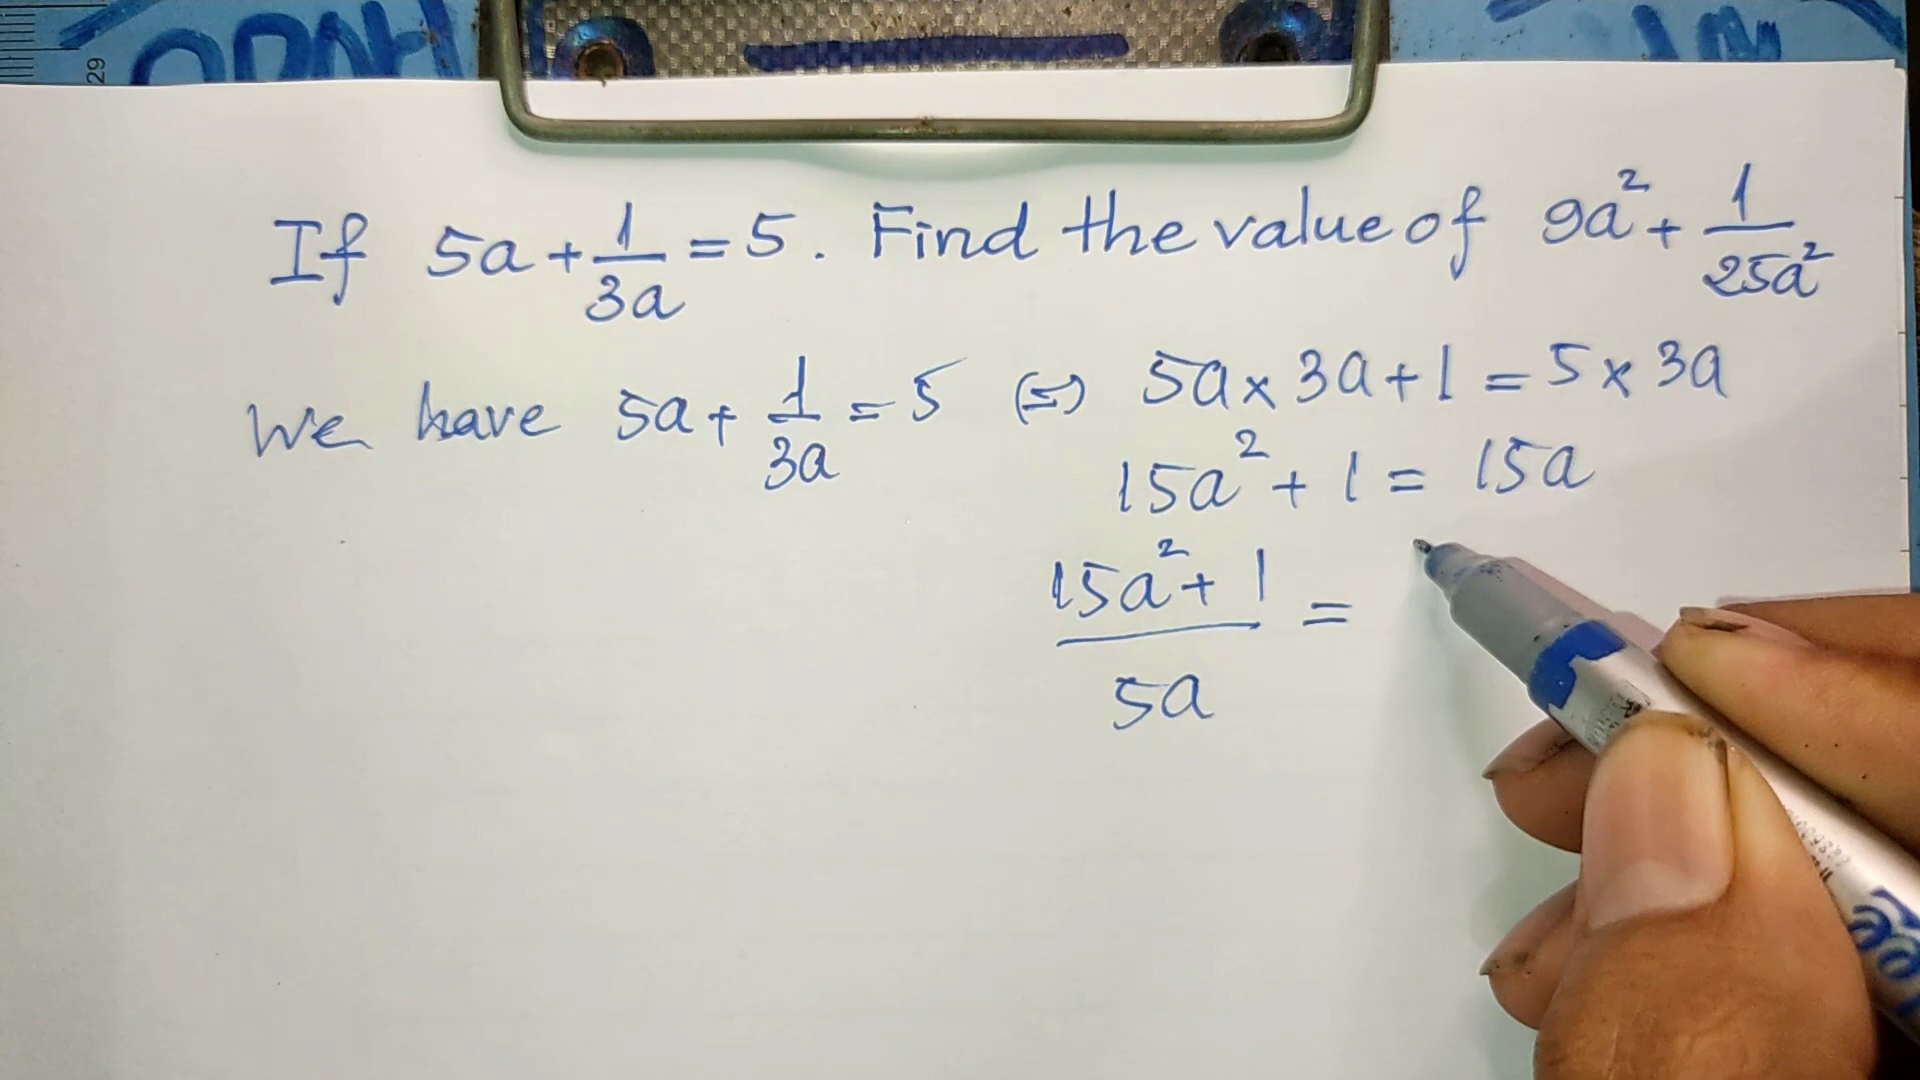 29
If 5a + 1/3a = 5. Find the value of 9a² + 1/25a²
We have 5a + 1/3a = 5 (=) 5a × 3a + 1 = 5 × 3a
15a² + 1 = 15a
15a² + 1 / 5a =